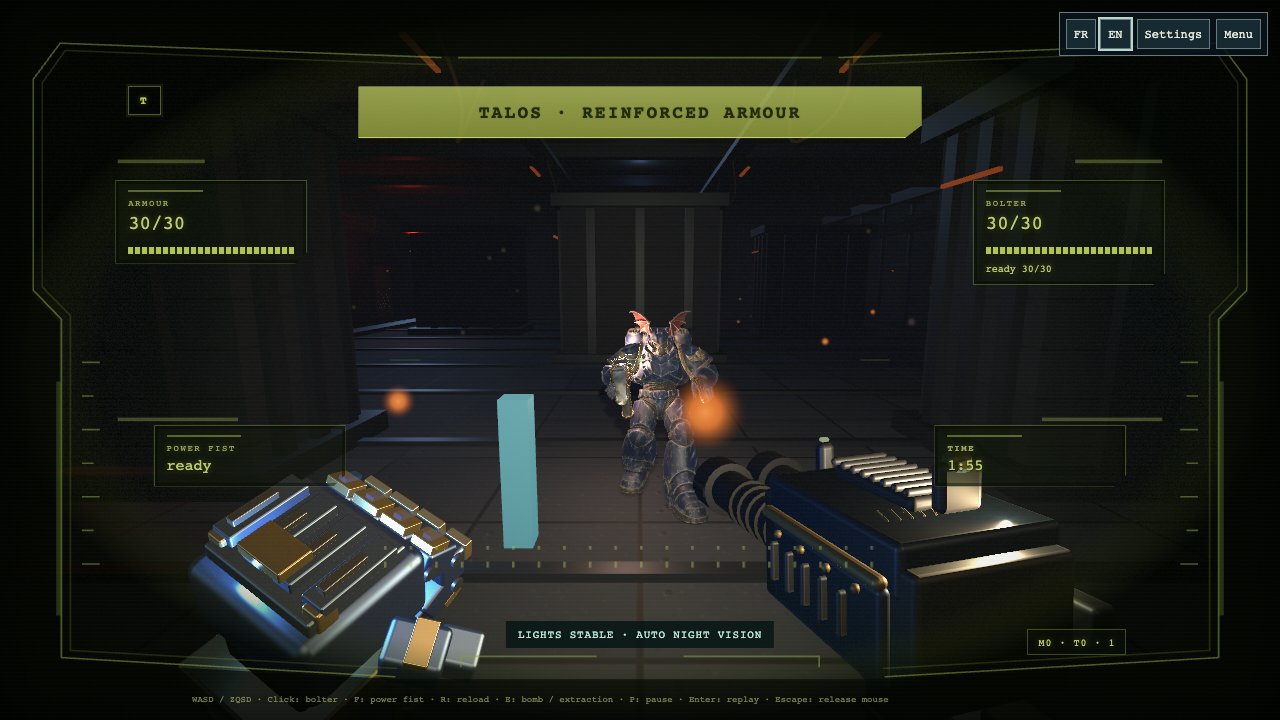 FR EN Settings Menu
T
TALOS · REINFORCED ARMOUR
ARMOUR
30/30
BOLTER
30/30
ready 30/30
POWER FIST
ready
TIME
1:55
LIGHTS STABLE · AUTO NIGHT VISION
M0 · T0 · 1
WASD / ZQSD · Click: bolter · F: power fist · R: reload · E: bomb / extraction · P: pause · Enter: replay · Escape: release mouse